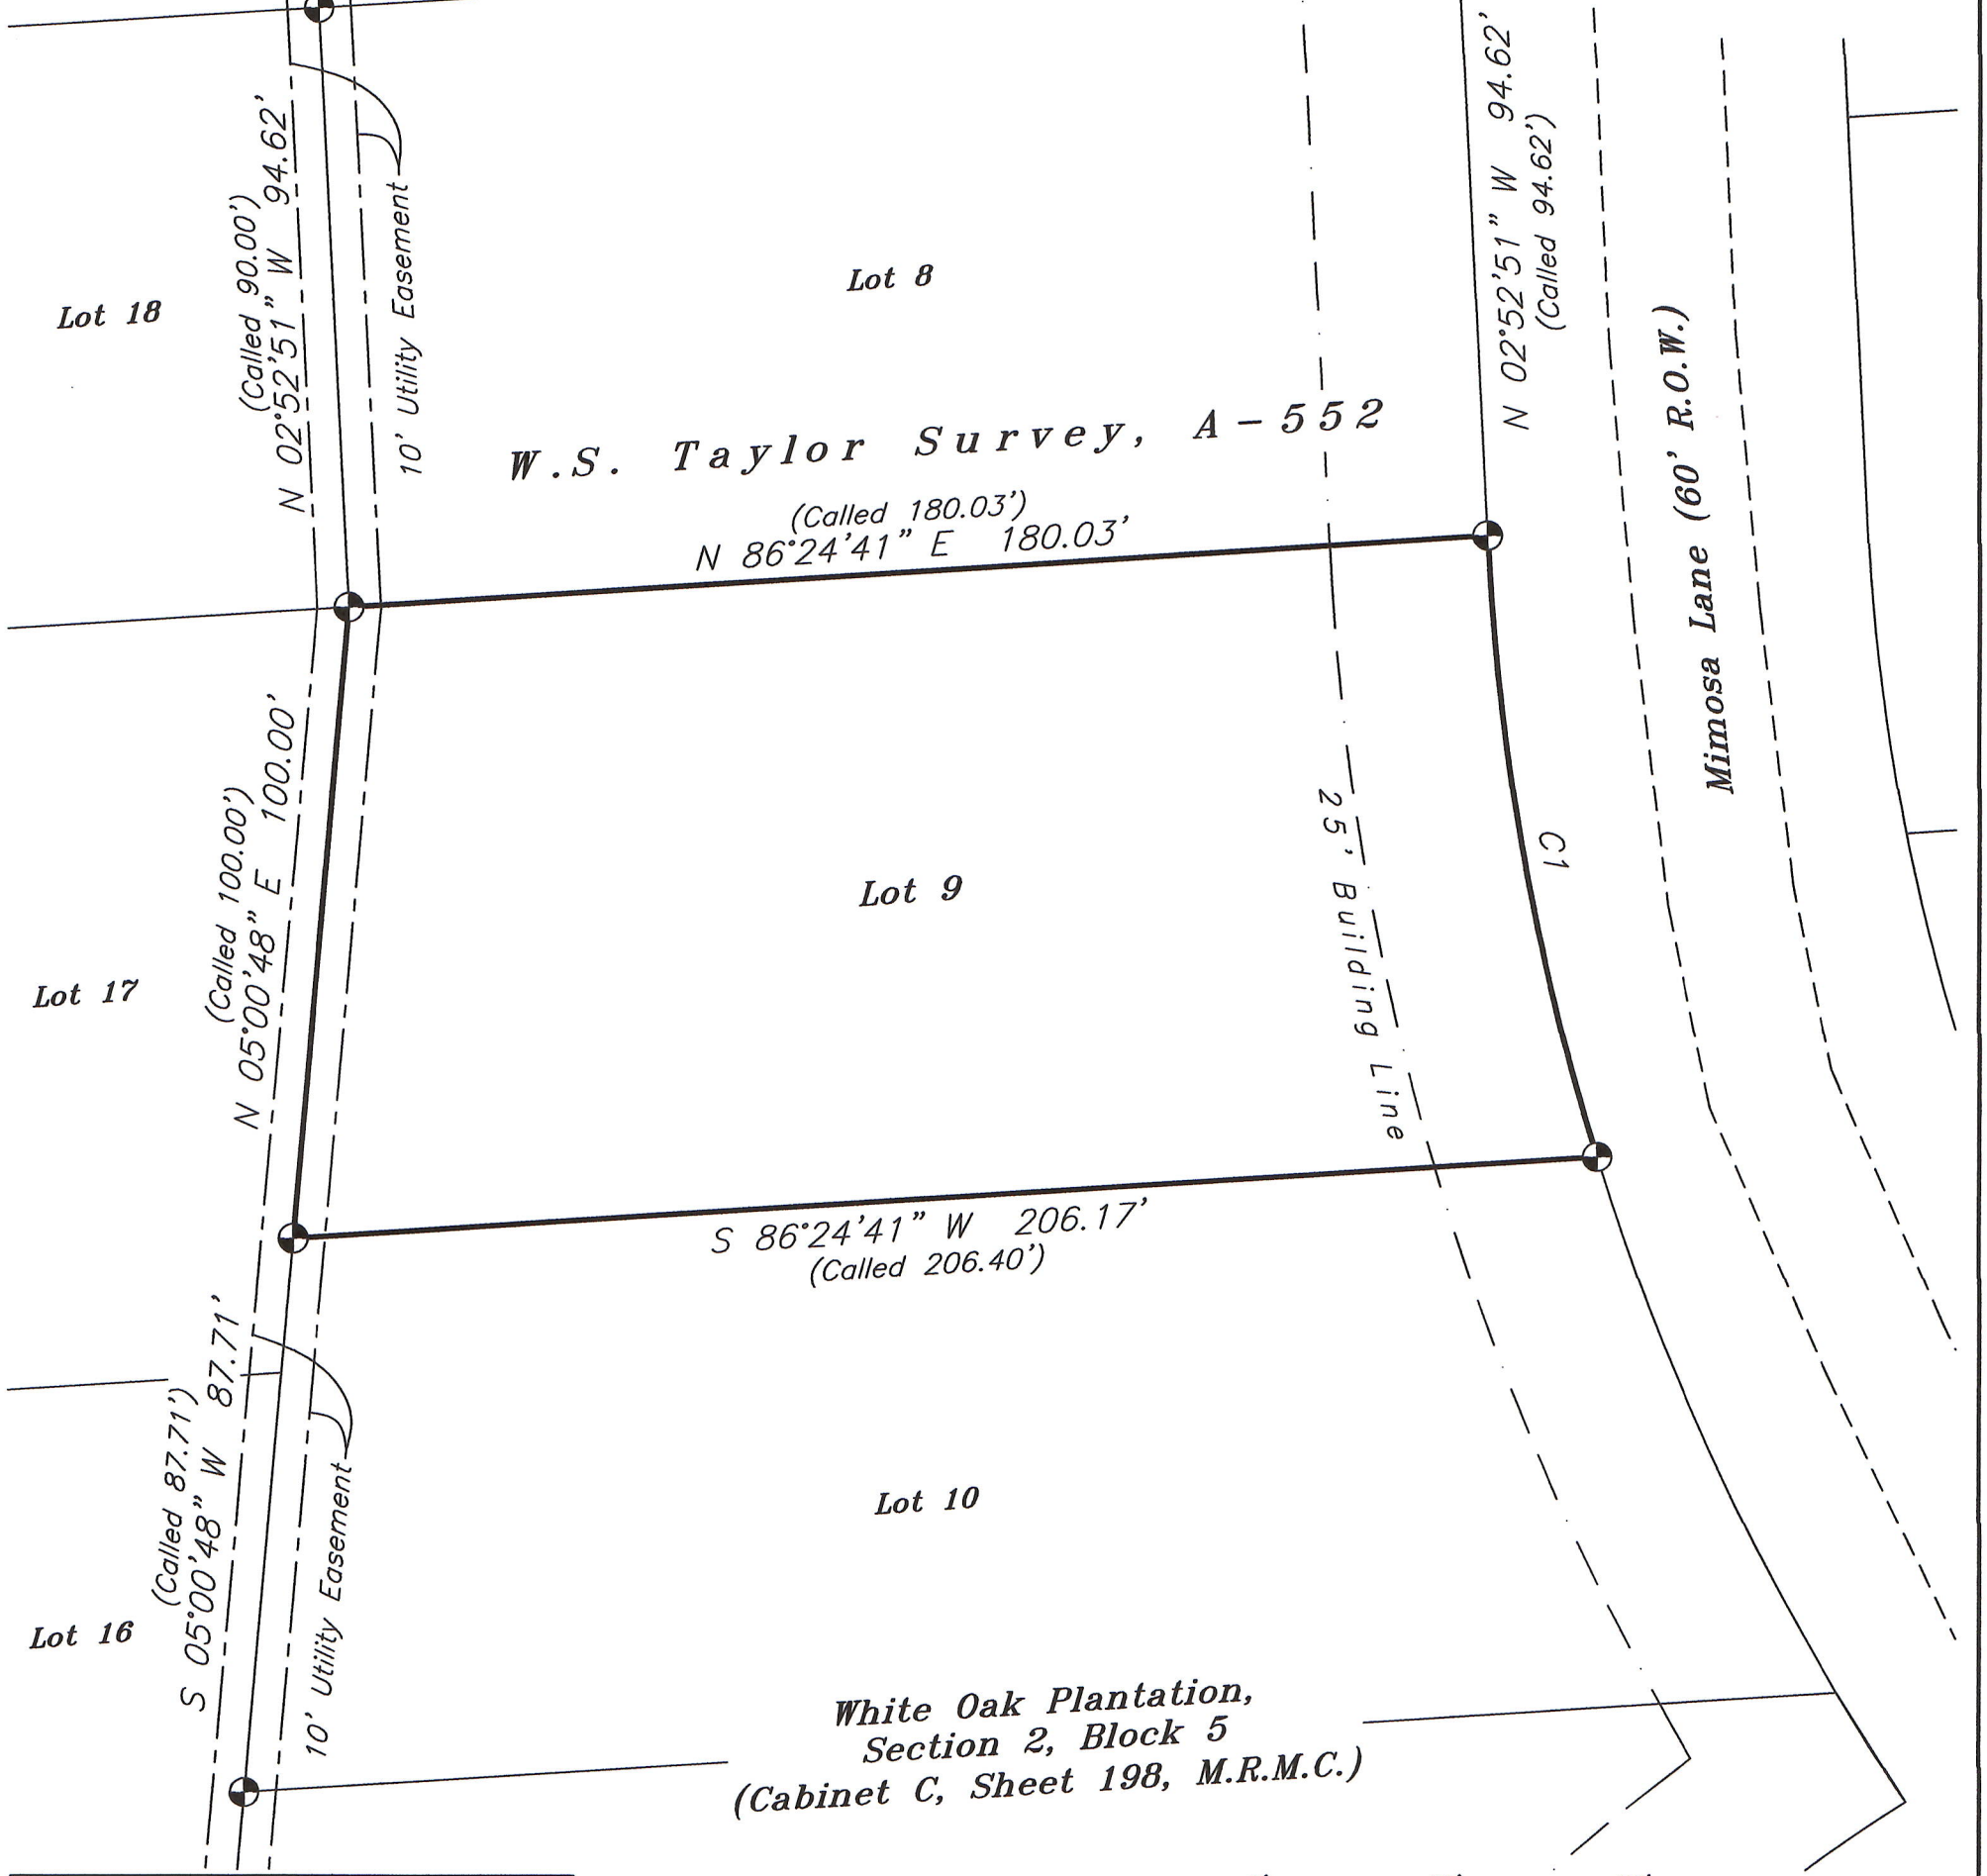 N 02°52'51" W 94.62'
(Called 94.62')
(Called 90.00')
N 02°52'51" W 94.62'
10' Utility Easement
Lot 8
Lot 18
W.S. Taylor Survey, A-552
(Called 180.03')
N 86°24'41" E 180.03'
Mimosa Lane (60' R.O.W.)
(Called 100.00')
N 05°00'48" E 100.00'
25' Building Line
C1
Lot 9
Lot 17
S 86°24'41" W 206.17'
(Called 206.40')
(Called 87.71')
S 05°00'48" W 87.71'
10' Utility Easement
Lot 10
Lot 16
White Oak Plantation,
Section 2, Block 5
(Cabinet C, Sheet 198, M.R.M.C.)